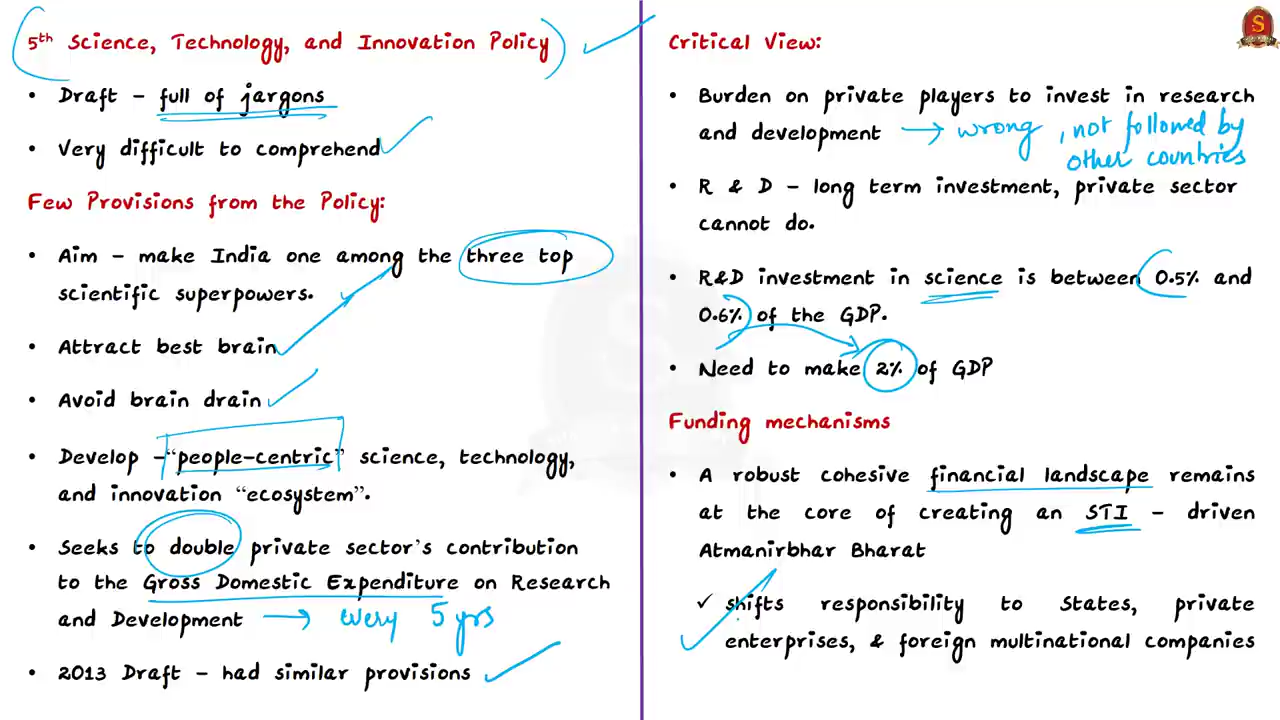 5th Science, Technology, and Innovation Policy
• Draft – full of jargons
• Very difficult to comprehend
Few Provisions from the Policy:
• Aim – make India one among the three top
scientific superpowers.
• Attract best brain
• Avoid brain drain
• Develop – “people-centric” science, technology,
and innovation “ecosystem”.
• Seeks to double private sector's contribution
to the Gross Domestic Expenditure on Research
and Development → every 5 yrs
• 2013 Draft – had similar provisions
Critical View:
• Burden on private players to invest in research
and development → wrong, not followed by
other countries
• R & D – long term investment, private sector
cannot do.
• R&D investment in science is between 0.5% and
0.6% of the GDP.
• Need to make 2% of GDP
Funding mechanisms
• A robust cohesive financial landscape remains
at the core of creating an STI – driven
Atmanirbhar Bharat
✓ shifts responsibility to States, private
enterprises, & foreign multinational companies
S